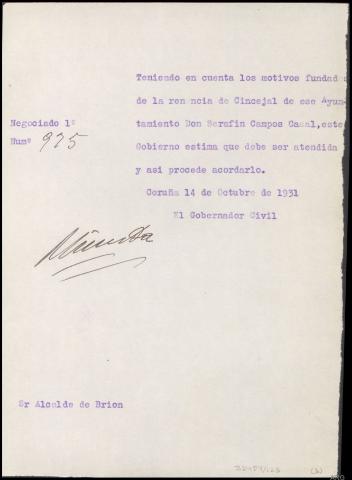 Teniendo en cuenta los motivos fundad
de la ren ncia de Cincejal de ese Ayun-
Negociado 1º
tamiento Don Serafin Campos Casal,este
Numº 975
Gobierno estima que debe ser atendida
y asi procede acordarlo.
Coruña 14 de Octubre de 1931
El Gobernador Civil
Sr Alcalde de Brion